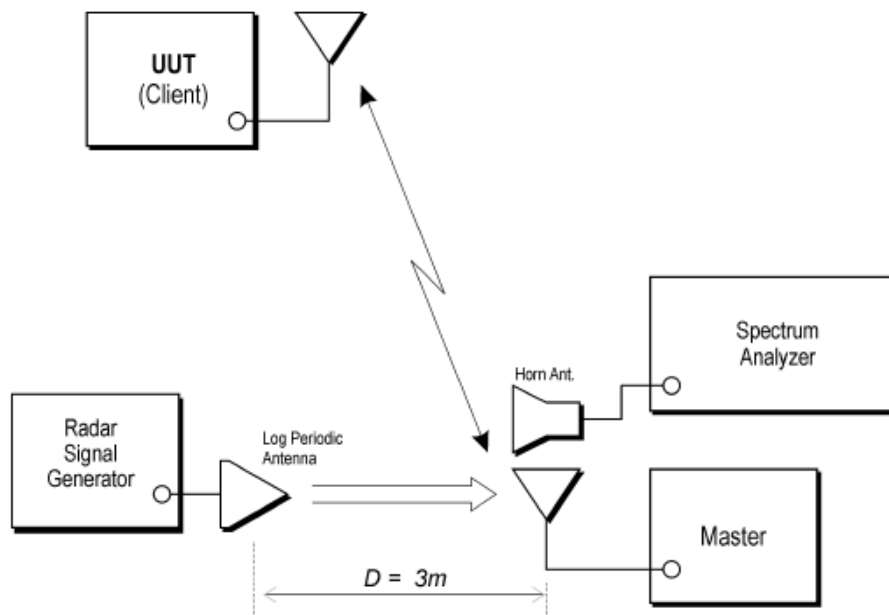 UUT
(Client)
Spectrum
Analyzer
Horn Ant.
Radar
Signal
Generator
Log Periodic
Antenna
Master
D = 3m